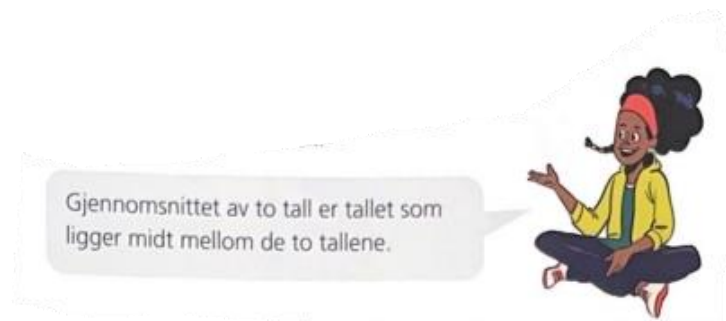 Gjennomsnittet av to tall er tallet som
ligger midt mellom de to tallene.